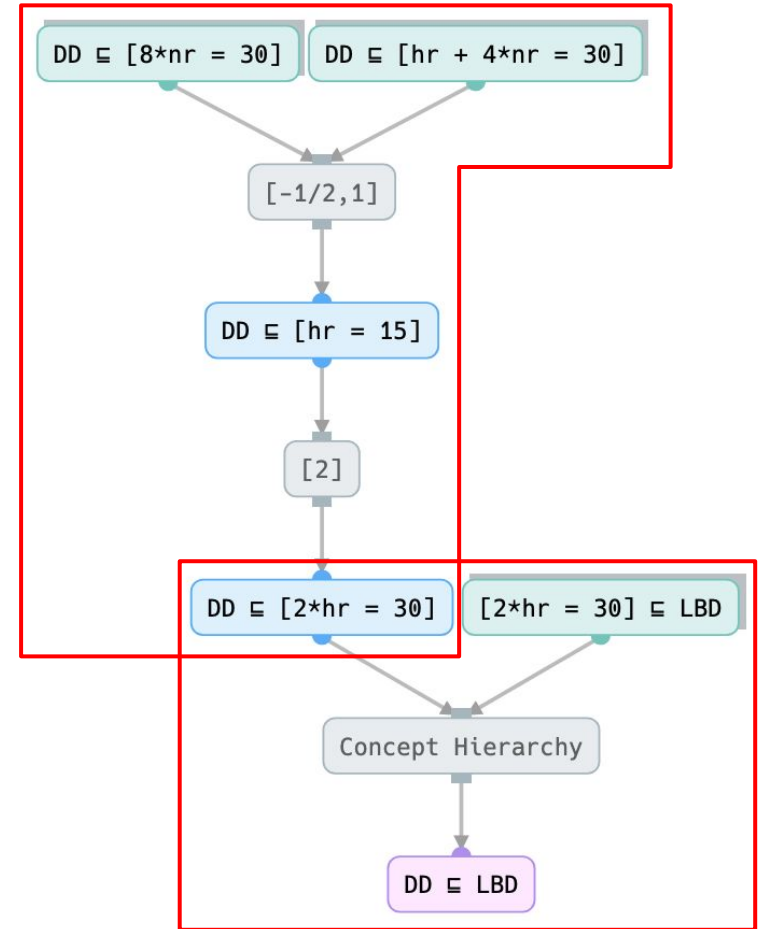 DD ⊑ [8*nr = 30]
DD ⊑ [hr + 4*nr = 30]
[-1/2,1]
DD ⊑ [hr = 15]
[2]
DD ⊑ [2*hr = 30]
[2*hr = 30] ⊑ LBD
Concept Hierarchy
DD ⊑ LBD